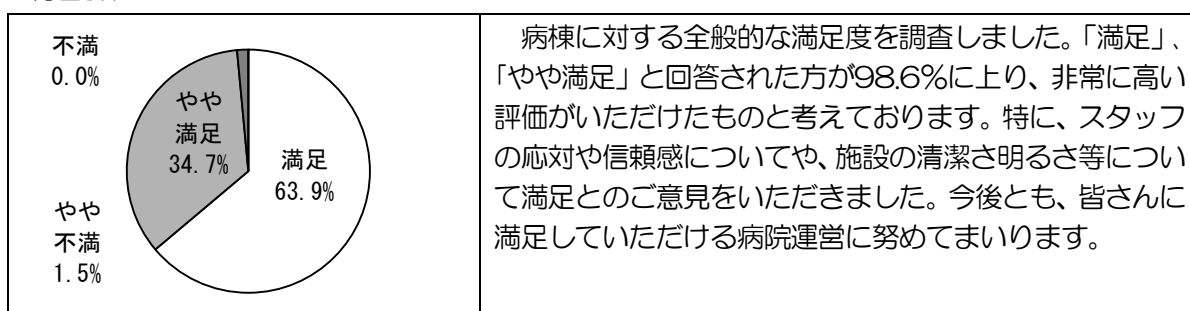 不満
0.0%
やや
満足
34.7%
満足
63.9%
やや
不満
1.5%
病棟に対する全般的な満足度を調査しました。「満足」、
「やや満足」と回答された方が98.6%に上り、非常に高い
評価がいただけたものと考えております。特に、スタッフ
の応対や信頼感についてや、施設の清潔さ明るさ等につい
て満足とのご意見をいただきました。今後とも、皆さんに
満足していただける病院運営に努めてまいります。